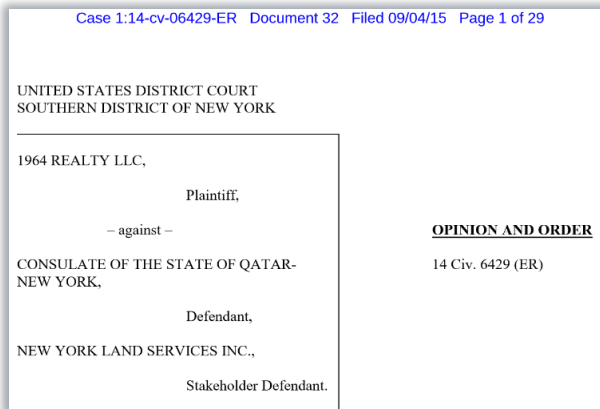 Case 1:14-cv-06429-ER Document 32 Filed 09/04/15 Page 1 of 29
UNITED STATES DISTRICT COURT
SOUTHERN DISTRICT OF NEW YORK
1964 REALTY LLC,
Plaintiff,
– against –
OPINION AND ORDER
CONSULATE OF THE STATE OF QATAR-
NEW YORK,
14 Civ. 6429 (ER)
Defendant,
NEW YORK LAND SERVICES INC.,
Stakeholder Defendant.